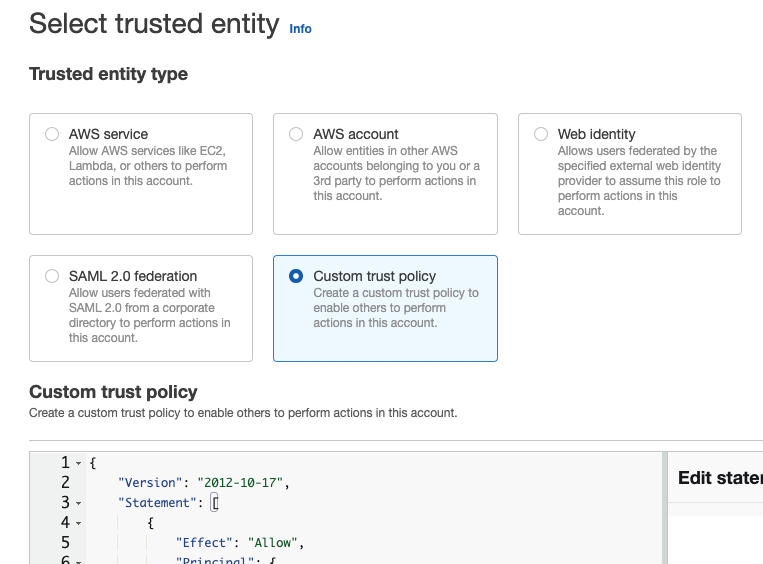 Select trusted entity Info
Trusted entity type
AWS service
Allow AWS services like EC2,
Lambda, or others to perform
actions in this account.
AWS account
Allow entities in other AWS
accounts belonging to you or a
3rd party to perform actions in
this account.
Web identity
Allows users federated by the
specified external web identity
provider to assume this role to
perform actions in this
account.
SAML 2.0 federation
Allow users federated with
SAML 2.0 from a corporate
directory to perform actions in
this account.
Custom trust policy
Create a custom trust policy to
enable others to perform
actions in this account.
Custom trust policy
Create a custom trust policy to enable others to perform actions in this account.
1 {
2 "Version": "2012-10-17",
3 "Statement": [
4 {
5 "Effect": "Allow",
6 "Principal": {
Edit stater